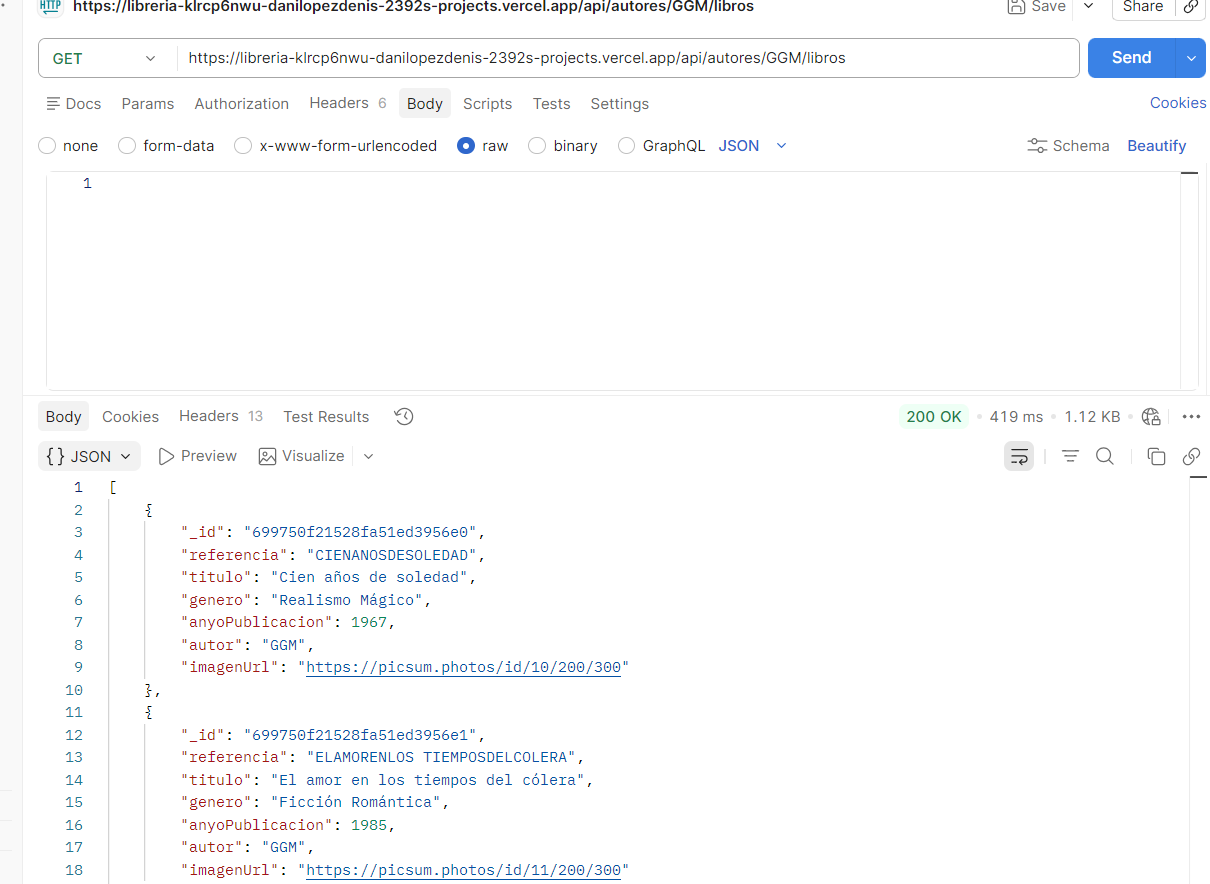 HTTP https://libreria-klrcp6nwu-danilopezdenis-2392s-projects.vercel.app/api/autores/GGM/libros Save Share
GET https://libreria-klrcp6nwu-danilopezdenis-2392s-projects.vercel.app/api/autores/GGM/libros Send
Docs Params Authorization Headers 6 Body Scripts Tests Settings Cookies
none form-data x-www-form-urlencoded raw binary GraphQL JSON Schema Beautify
1
Body Cookies Headers 13 Test Results 200 OK • 419 ms • 1.12 KB •
{} JSON Preview Visualize
1 [
2 {
3 "_id": "699750f21528fa51ed3956e0",
4 "referencia": "CIENANOSDESOLEDAD",
5 "titulo": "Cien años de soledad",
6 "genero": "Realismo Mágico",
7 "anyoPublicacion": 1967,
8 "autor": "GGM",
9 "imagenUrl": "https://picsum.photos/id/10/200/300"
10 },
11 {
12 "_id": "699750f21528fa51ed3956e1",
13 "referencia": "ELAMORENLOS TIEMPOSDELCOLERA",
14 "titulo": "El amor en los tiempos del cólera",
15 "genero": "Ficción Romántica",
16 "anyoPublicacion": 1985,
17 "autor": "GGM",
18 "imagenUrl": "https://picsum.photos/id/11/200/300"